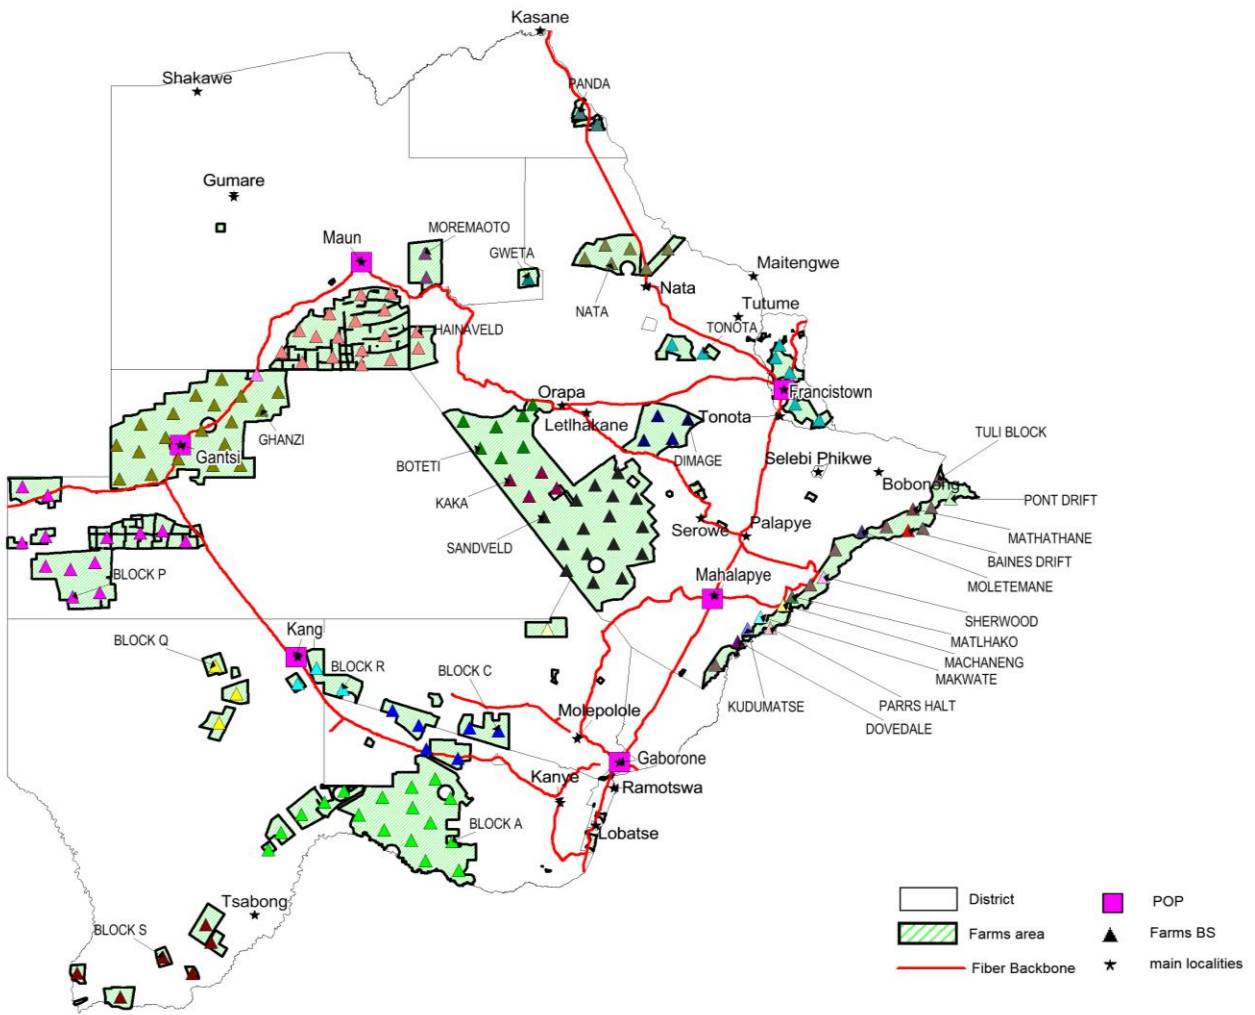 Kasane
Shakawe
PANDA
Gumare
MOREMAOTO
Maun
GWETA
Maitengwe
Nata
Tutume
NATA
TONOTA
HAINAVELD
Orapa
Francistown
Letlhakane
Tonota
GHANZI
TULI BLOCK
Gantsi
BOTETI
DIMAGE
Selebi Phikwe
KAKA
Bobonong
PONT DRIFT
Serowe
Palapye
MATHATHANE
SANDVELD
BAINES DRIFT
BLOCK P
Mahalapye
MOLETEMANE
SHERWOOD
Kang
BLOCK Q
MATLHAKO
BLOCK R
BLOCK C
MACHANENG
MAKWATE
KUDUMATSE
PARRS HALT
Molepolole
DOVEDALE
Gaborone
Kanye
Ramotswa
BLOCK A
Lobatse
Tsabong
BLOCK S
District
POP
Farms area
Farms BS
Fiber Backbone
main localities